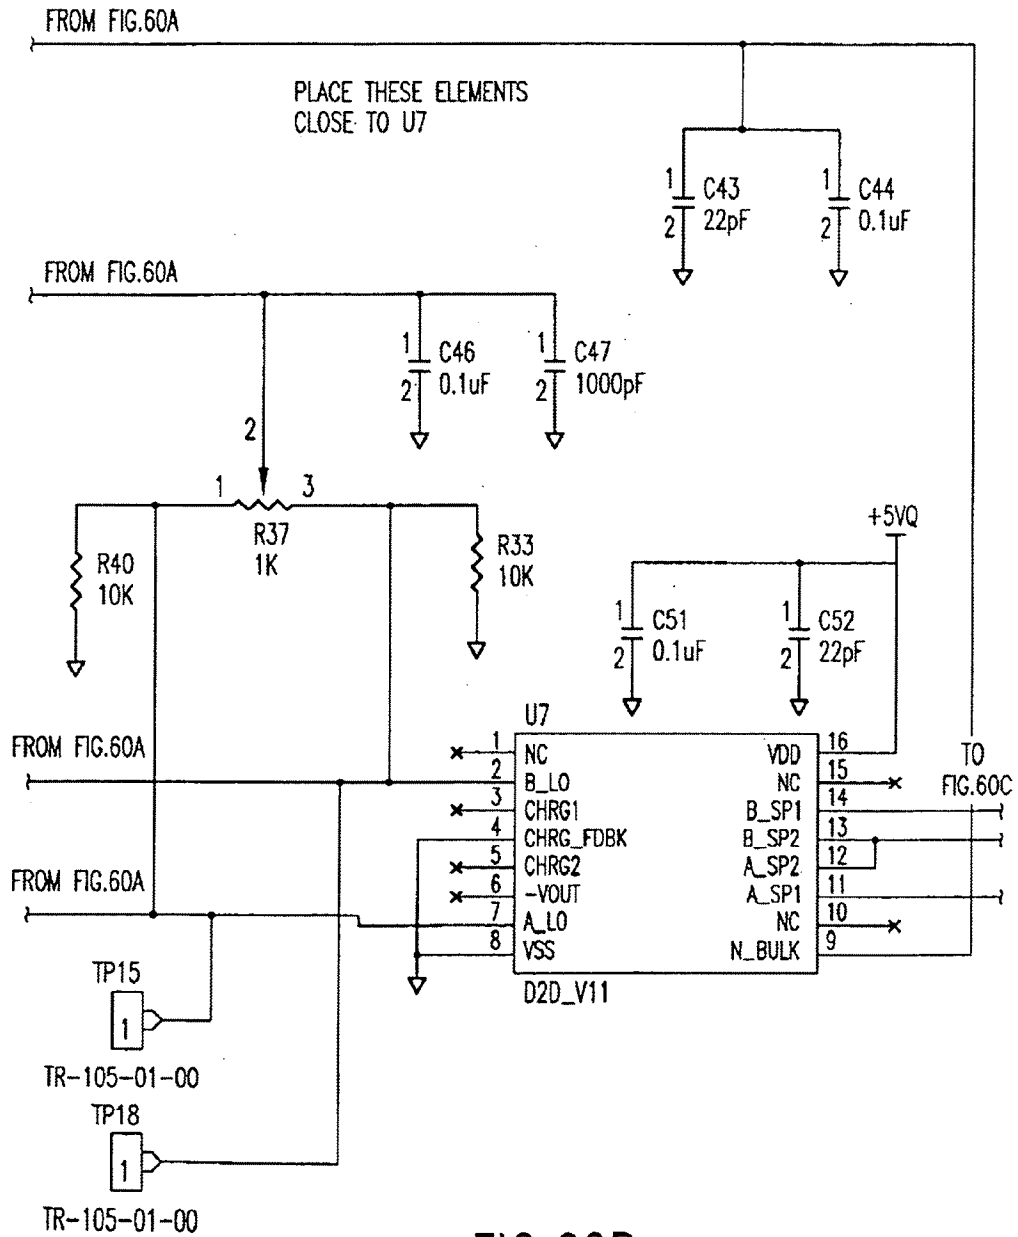 FROM FIG.60A
PLACE THESE ELEMENTS
CLOSE TO U7
1 C43
2 22pF
1 C44
2 0.1uF
FROM FIG.60A
1 C46
2 0.1uF
1 C47
2 1000pF
2
1 3
R37
1K
R40
10K
R33
10K
+5VQ
1 C51
2 0.1uF
1 C52
2 22pF
U7
FROM FIG.60A
1 NC
2 B_LO
3 CHRG1
4 CHRG_FDBK
5 CHRG2
6 -VOUT
7 A_LO
8 VSS
VDD 16
NC 15
B_SP1 14
B_SP2 13
A_SP2 12
A_SP1 11
NC 10
N_BULK 9
TO
FIG.60C
FROM FIG.60A
D2D_V11
TP15
1
TR-105-01-00
TP18
1
TR-105-01-00